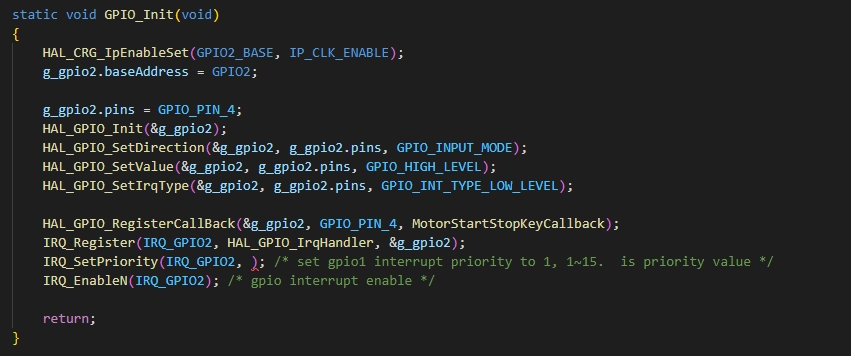 static void GPIO_Init(void)
{
    HAL_CRG_IpEnableSet(GPIO2_BASE, IP_CLK_ENABLE);
    g_gpio2.baseAddress = GPIO2;

    g_gpio2.pins = GPIO_PIN_4;
    HAL_GPIO_Init(&g_gpio2);
    HAL_GPIO_SetDirection(&g_gpio2, g_gpio2.pins, GPIO_INPUT_MODE);
    HAL_GPIO_SetValue(&g_gpio2, g_gpio2.pins, GPIO_HIGH_LEVEL);
    HAL_GPIO_SetIrqType(&g_gpio2, g_gpio2.pins, GPIO_INT_TYPE_LOW_LEVEL);

    HAL_GPIO_RegisterCallBack(&g_gpio2, GPIO_PIN_4, MotorStartStopKeyCallback);
    IRQ_Register(IRQ_GPIO2, HAL_GPIO_IrqHandler, &g_gpio2);
    IRQ_SetPriority(IRQ_GPIO2, ); /* set gpio1 interrupt priority to 1, 1~15.  is priority value */
    IRQ_EnableN(IRQ_GPIO2); /* gpio interrupt enable */

    return;
}